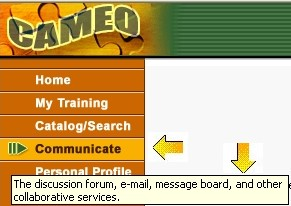 CAMEO
Home
My Training
Catalog/Search
Communicate
Personal Profile
The discussion forum, e-mail, message board, and other
collaborative services.